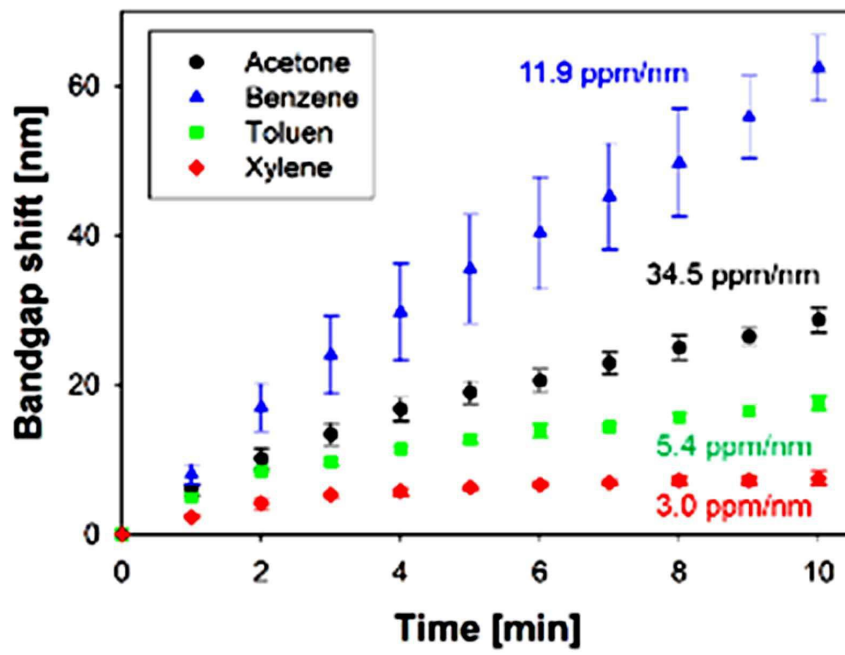 Bandgap shift [nm]
60
40
20
0
Acetone
Benzene
Toluen
Xylene
11.9 ppm/nm
34.5 ppm/nm
5.4 ppm/nm
3.0 ppm/nm
0 2 4 6 8 10
Time [min]